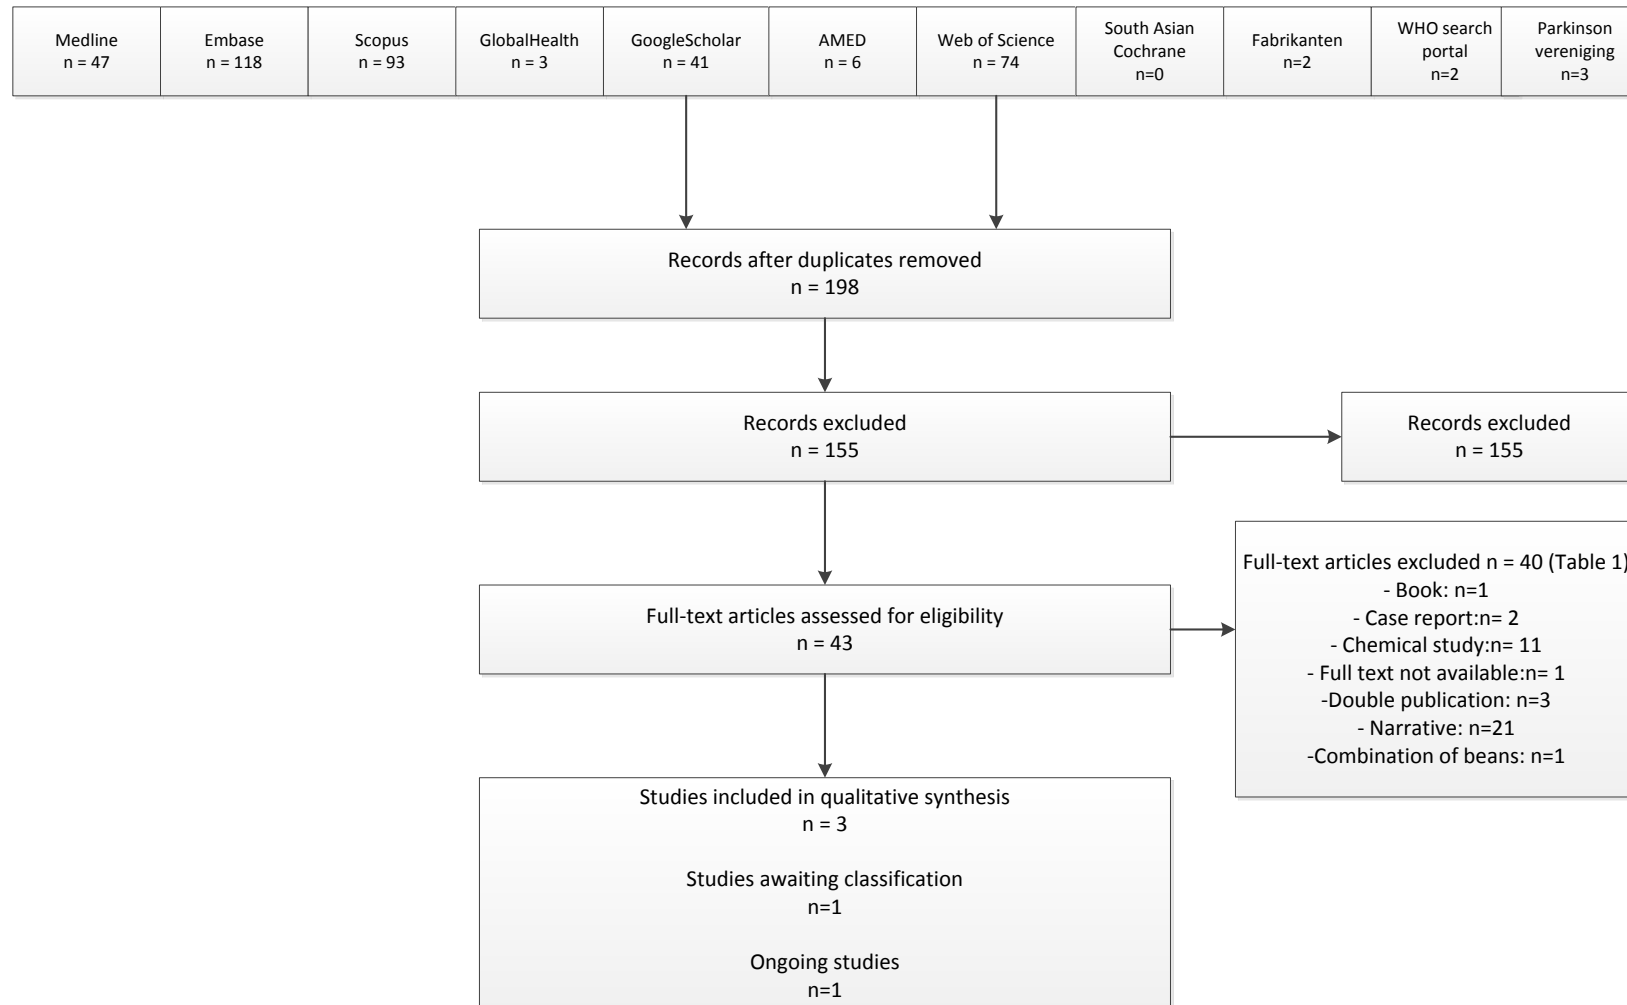 Medline
n = 47
Embase
n = 118
Scopus
n = 93
GlobalHealth
n = 3
GoogleScholar
n = 41
AMED
n = 6
Web of Science
n = 74
South Asian
Cochrane
n=0
Fabrikanten
n=2
WHO search
portal
n=2
Parkinson
vereniging
n=3
Records after duplicates removed
n = 198
Records excluded
n = 155
Records excluded
n = 155
Full-text articles assessed for eligibility
n = 43
Full-text articles excluded n = 40 (Table 1)
- Book: n=1
- Case report:n= 2
- Chemical study:n= 11
- Full text not available:n= 1
-Double publication: n=3
- Narrative: n=21
-Combination of beans: n=1
Studies included in qualitative synthesis
n = 3
Studies awaiting classification
n=1
Ongoing studies
n=1